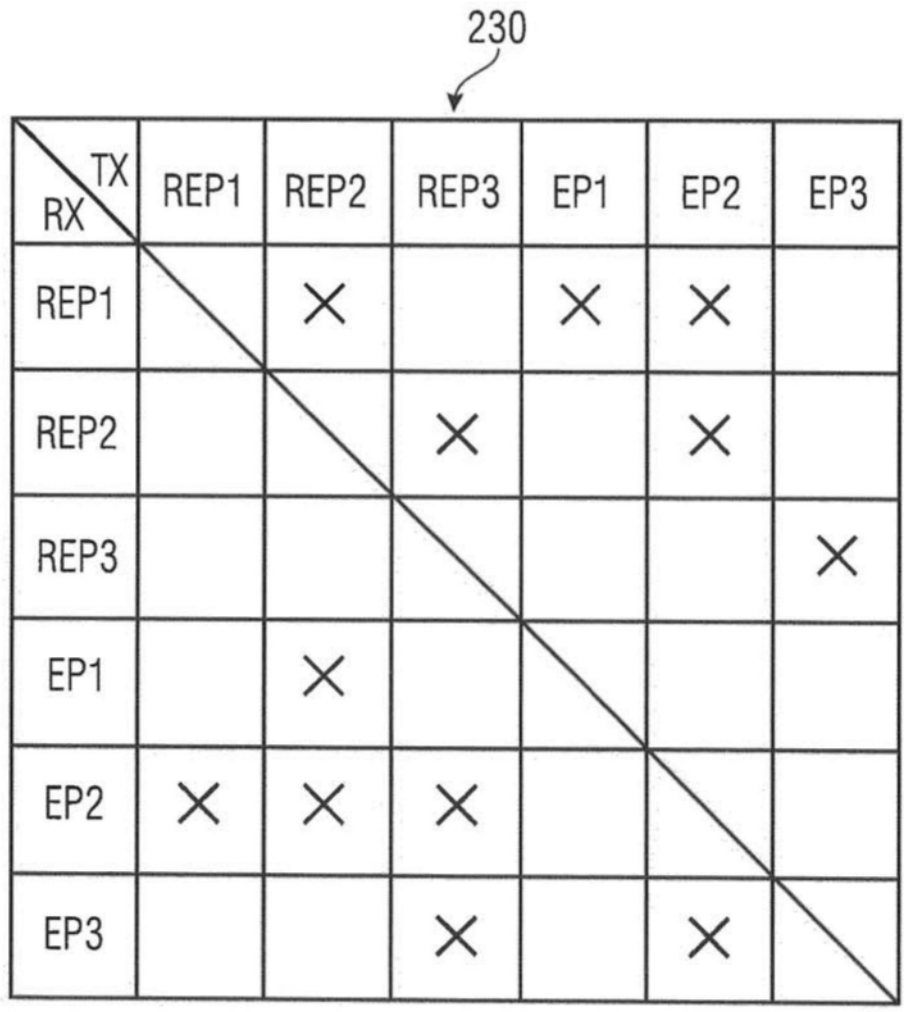 230
TX
RX REP1 REP2 REP3 EP1 EP2 EP3
REP1 X X X
REP2 X X
REP3 X
EP1 X
EP2 X X X
EP3 X X